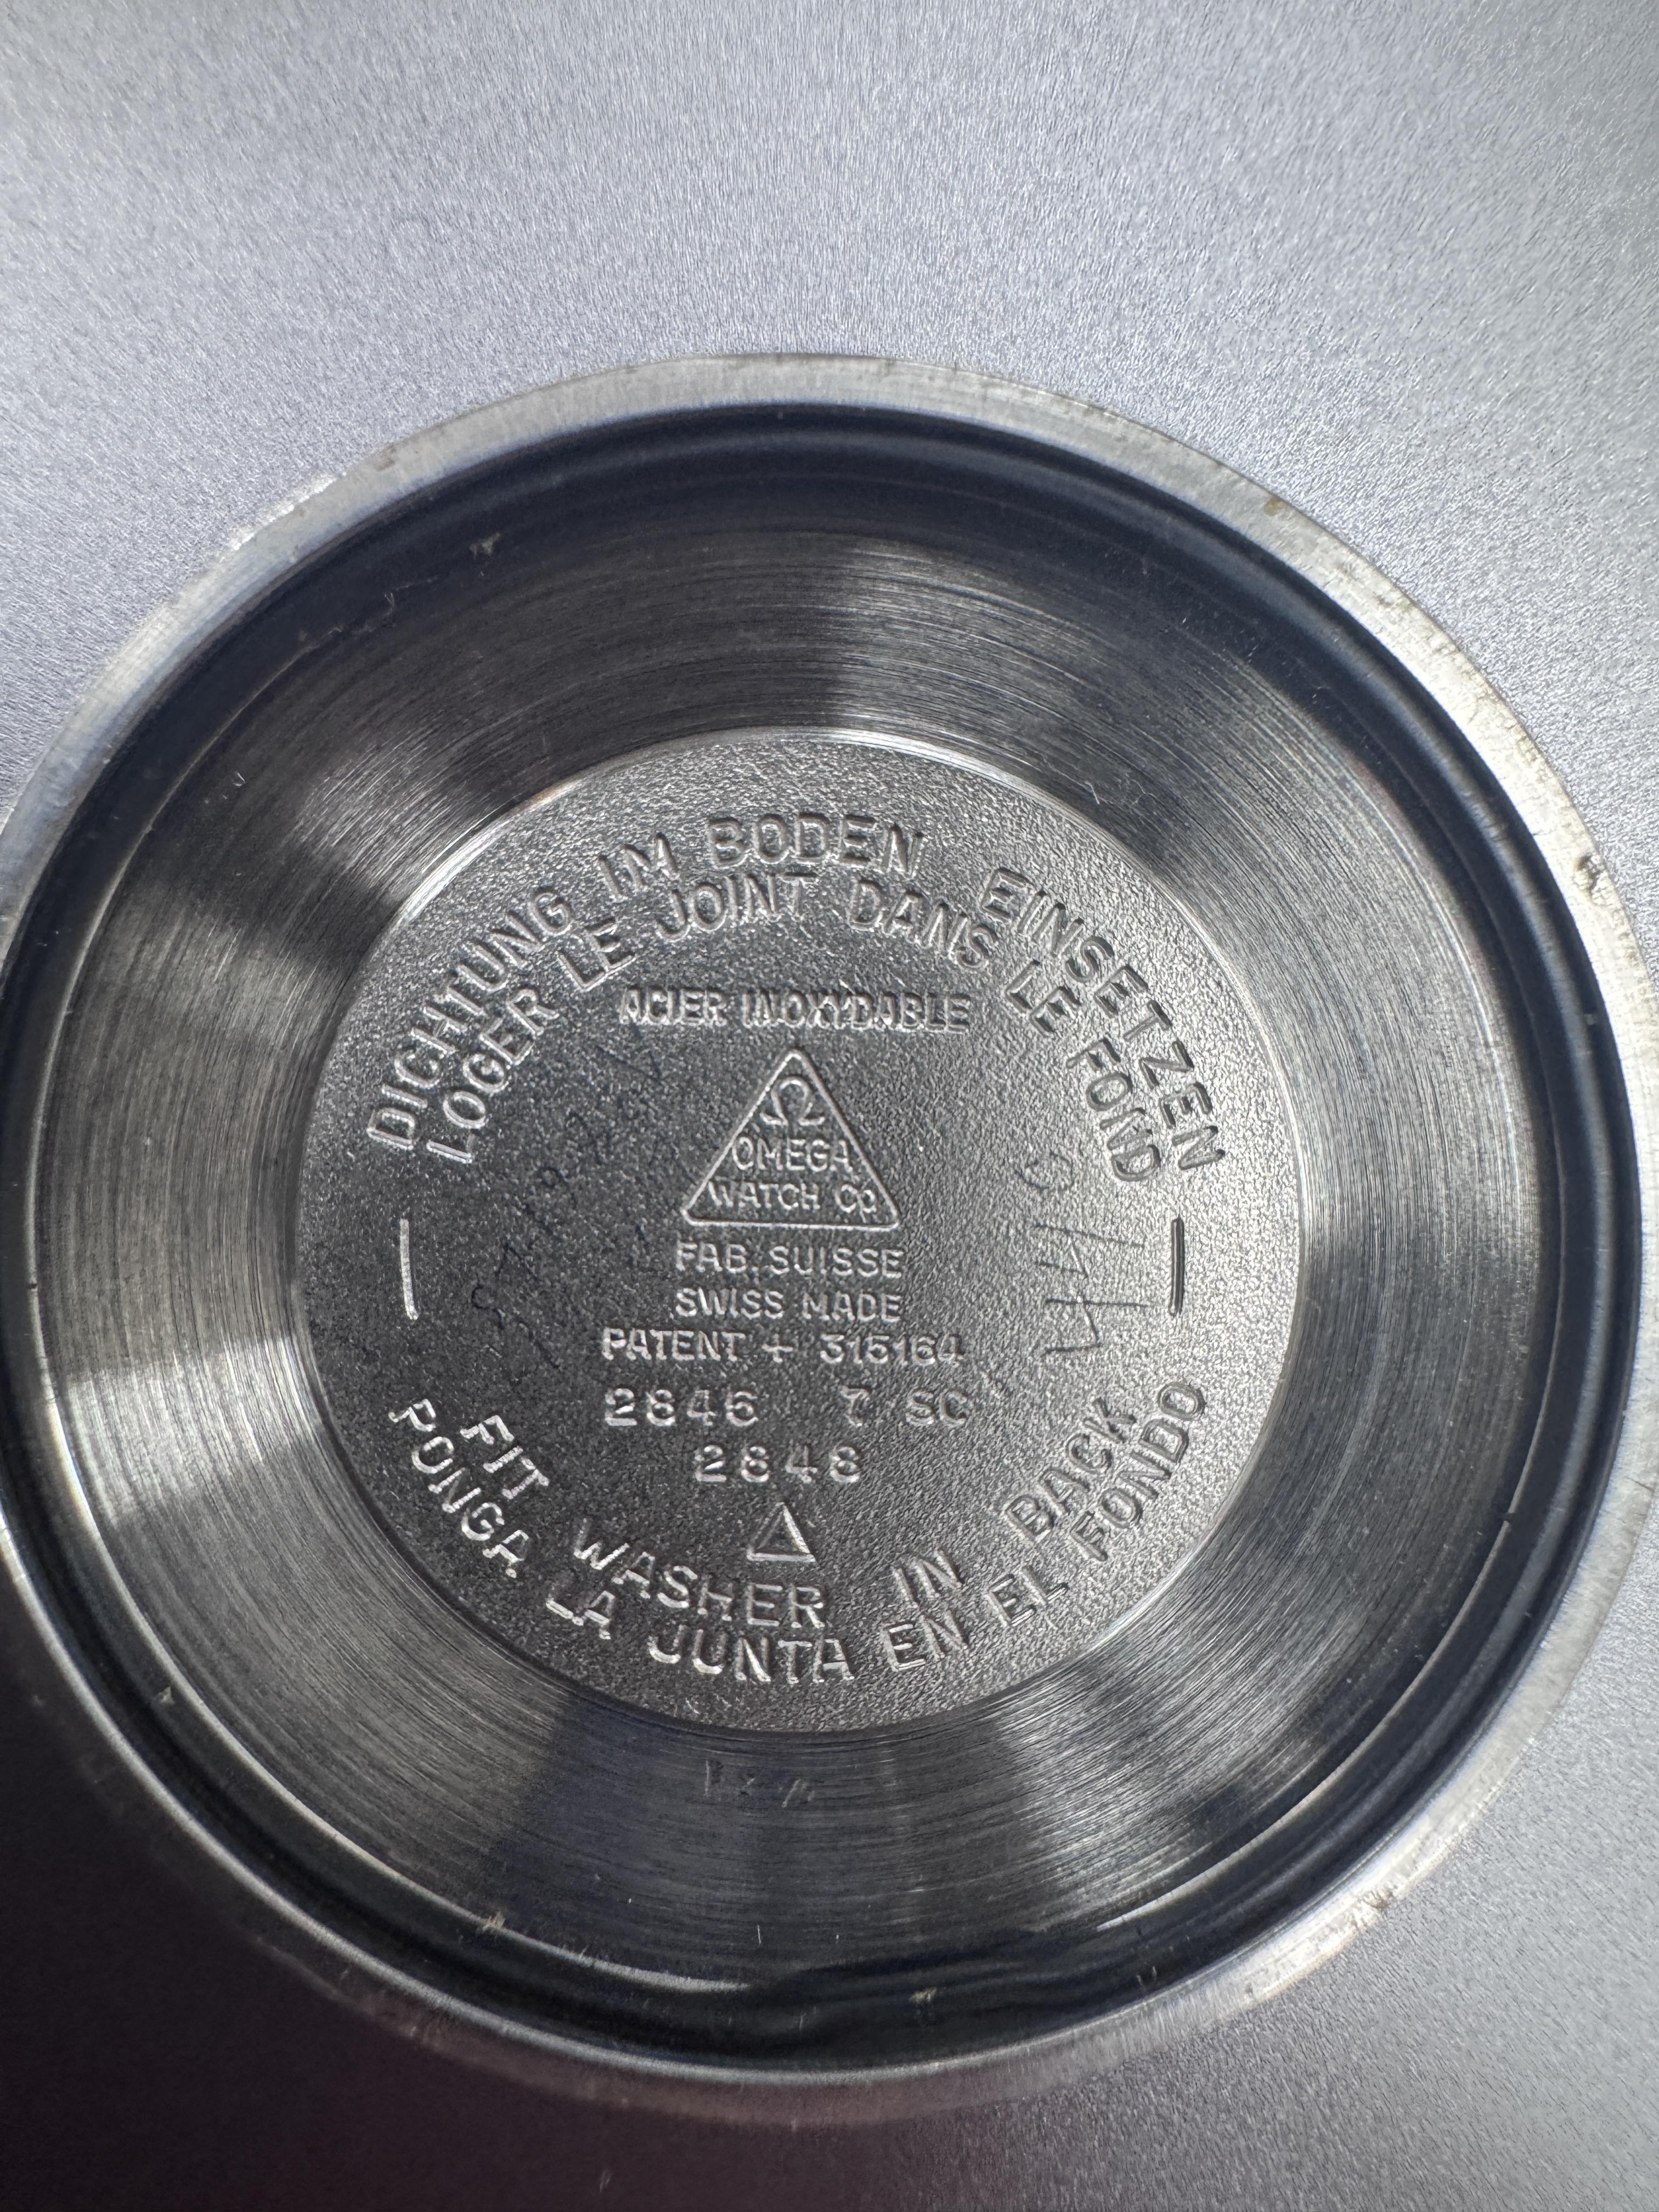 DICHTUNG IM BODEN EINSETZEN
LOGER LE JOINT DANS LE FOND
ACIER INOXYDABLE
Ω
OMEGA
WATCH Co
FAB. SUISSE
SWISS MADE
PATENT + 315164
2846 7 SC
2848
FIT WASHER IN BACK
PONGA LA JUNTA EN EL FONDO